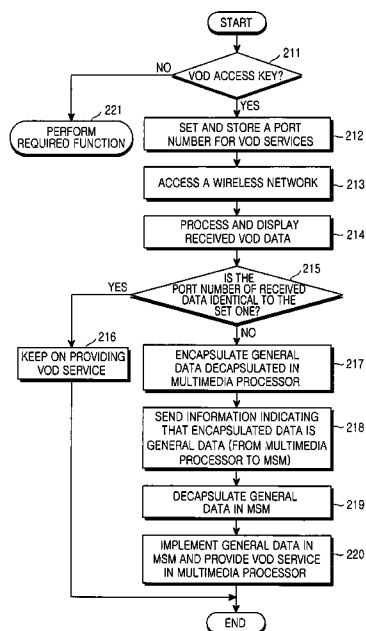 START
211
NO
VOD ACCESS KEY?
221
YES
PERFORM
REQUIRED FUNCTION
SET AND STORE A PORT
NUMBER FOR VOD SERVICES
212
ACCESS A WIRELESS NETWORK
213
PROCESS AND DISPLAY
RECEIVED VOD DATA
214
215
IS THE
PORT NUMBER OF RECEIVED
DATA IDENTICAL TO THE
SET ONE?
YES
216
NO
KEEP ON PROVIDING
VOD SERVICE
ENCAPSULATE GENERAL
DATA DECAPSULATED IN
MULTIMEDIA PROCESSOR
217
SEND INFORMATION INDICATING
THAT ENCAPSULATED DATA IS
GENERAL DATA (FROM MULTIMEDIA
PROCESSOR TO MSM)
218
DECAPSULATE GENERAL
DATA IN MSM
219
IMPLEMENT GENERAL DATA IN
MSM AND PROVIDE VOD SERVICE
IN MULTIMEDIA PROCESSOR
220
END